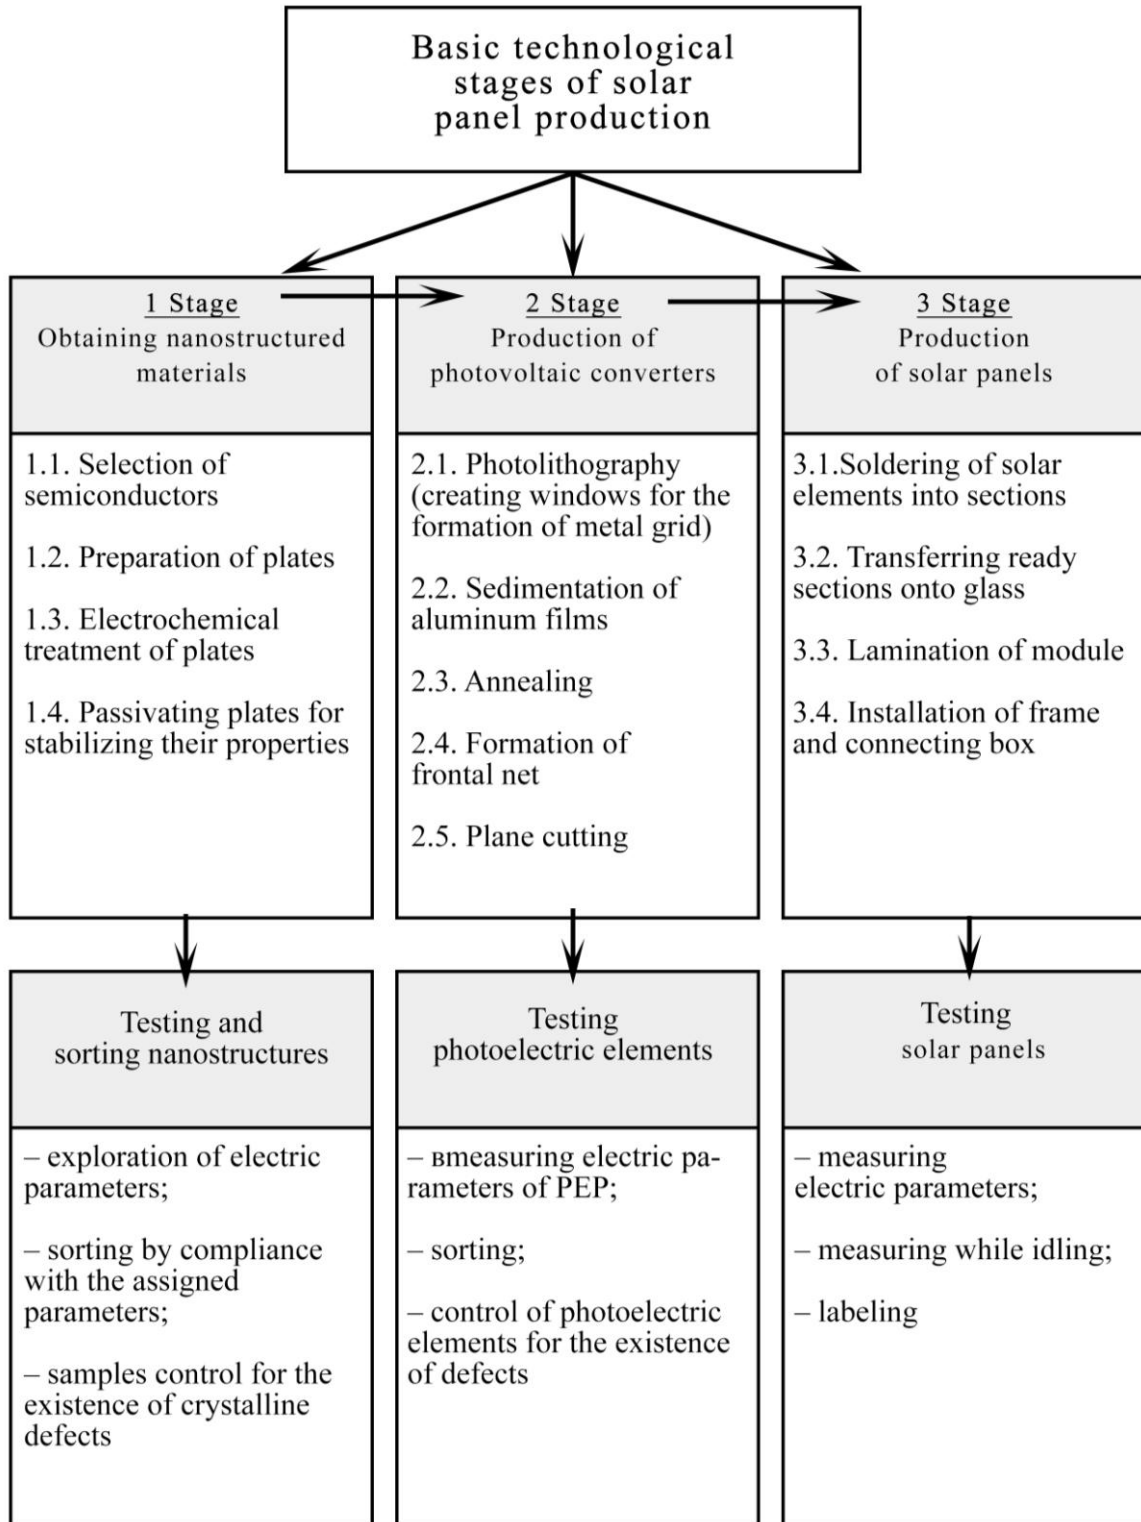 Basic technological
stages of solar
panel production
1 Stage
Obtaining nanostructured
materials
1.1. Selection of
semiconductors
1.2. Preparation of plates
1.3. Electrochemical
treatment of plates
1.4. Passivating plates for
stabilizing their properties
2 Stage
Production of
photovoltaic converters
2.1. Photolithography
(creating windows for the
formation of metal grid)
2.2. Sedimentation of
aluminum films
2.3. Annealing
2.4. Formation of
frontal net
2.5. Plane cutting
3 Stage
Production
of solar panels
3.1.Soldering of solar
elements into sections
3.2. Transferring ready
sections onto glass
3.3. Lamination of module
3.4. Installation of frame
and connecting box
Testing and
sorting nanostructures
– exploration of electric
parameters;
– sorting by compliance
with the assigned
parameters;
– samples control for the
existence of crystalline
defects
Testing
photoelectric elements
– вmeasuring electric pa-
rameters of PEP;
– sorting;
– control of photoelectric
elements for the existence
of defects
Testing
solar panels
– measuring
electric parameters;
– measuring while idling;
– labeling